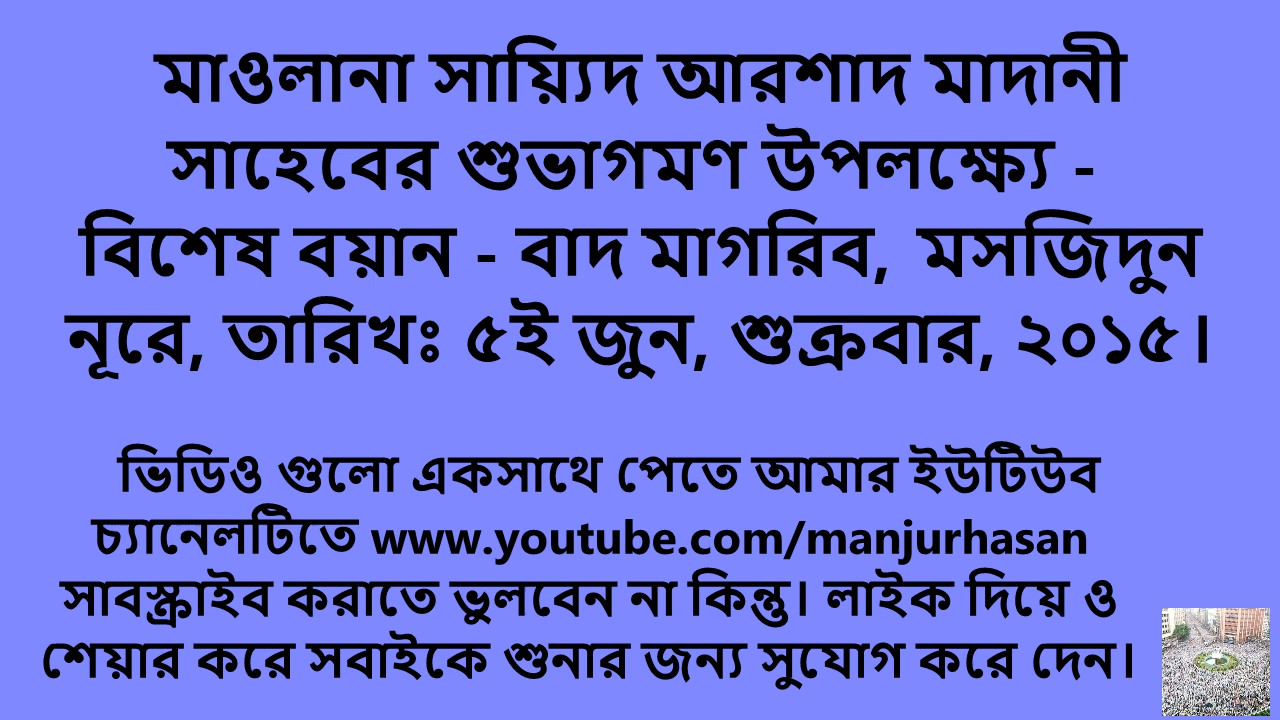 মাওলানা সায়্যিদ আরশাদ মাদানী
সাহেবের শুভাগমণ উপলক্ষ্যে -
বিশেষ বয়ান - বাদ মাগরিব, মসজিদুন
নূরে, তারিখঃ ৫ই জুন, শুক্রবার, ২০১৫।
ভিডিও গুলো একসাথে পেতে আমার ইউটিউব
চ্যানেলটিতে www.youtube.com/manjurhasan
সাবস্ক্রাইব করাতে ভুলবেন না কিন্তু। লাইক দিয়ে ও
শেয়ার করে সবাইকে শুনার জন্য সুযোগ করে দেন।